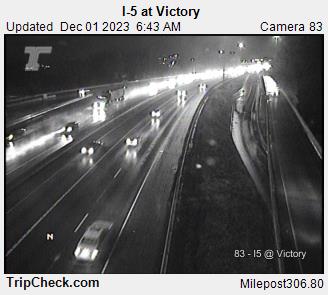 I-5 at Victory
Updated  Dec 01 2023  6:43 AM
Camera 83
T
N
83 - I5 @ Victory
TripCheck.com
Milepost306.80